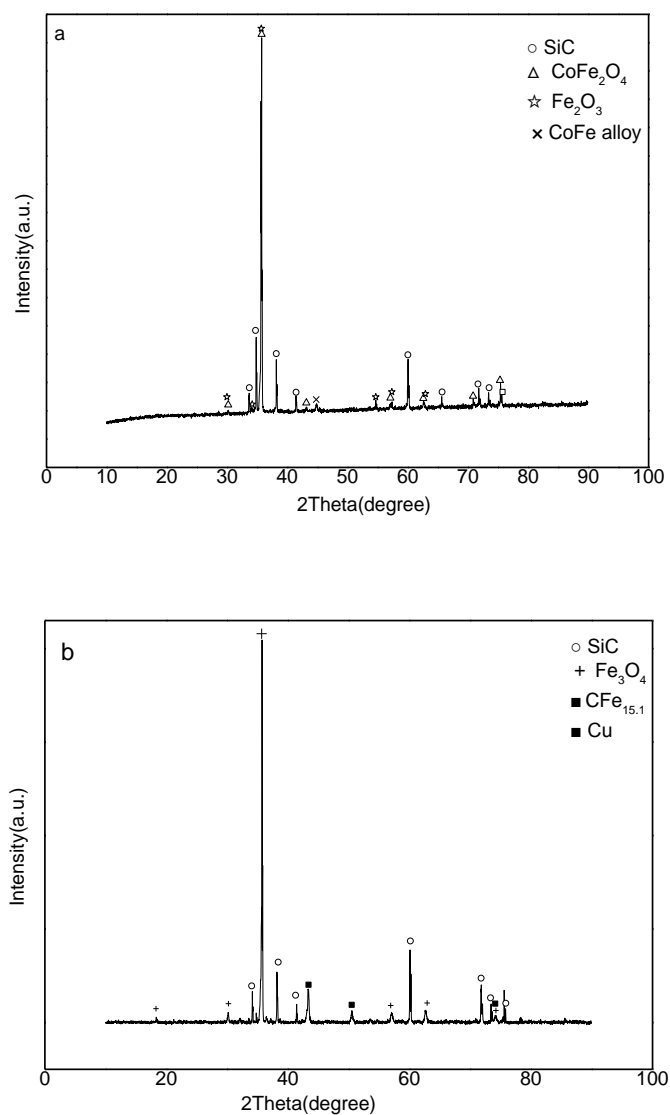 a
○ SiC
△ CoFe₂O₄
☆ Fe₂O₃
× CoFe alloy
Intensity(a.u.)
0 10 20 30 40 50 60 70 80 90 100
2Theta(degree)
b
○ SiC
+ Fe₃O₄
■ CFe₁₅.₁
■ Cu
Intensity(a.u.)
0 20 40 60 80 100
2Theta(degree)